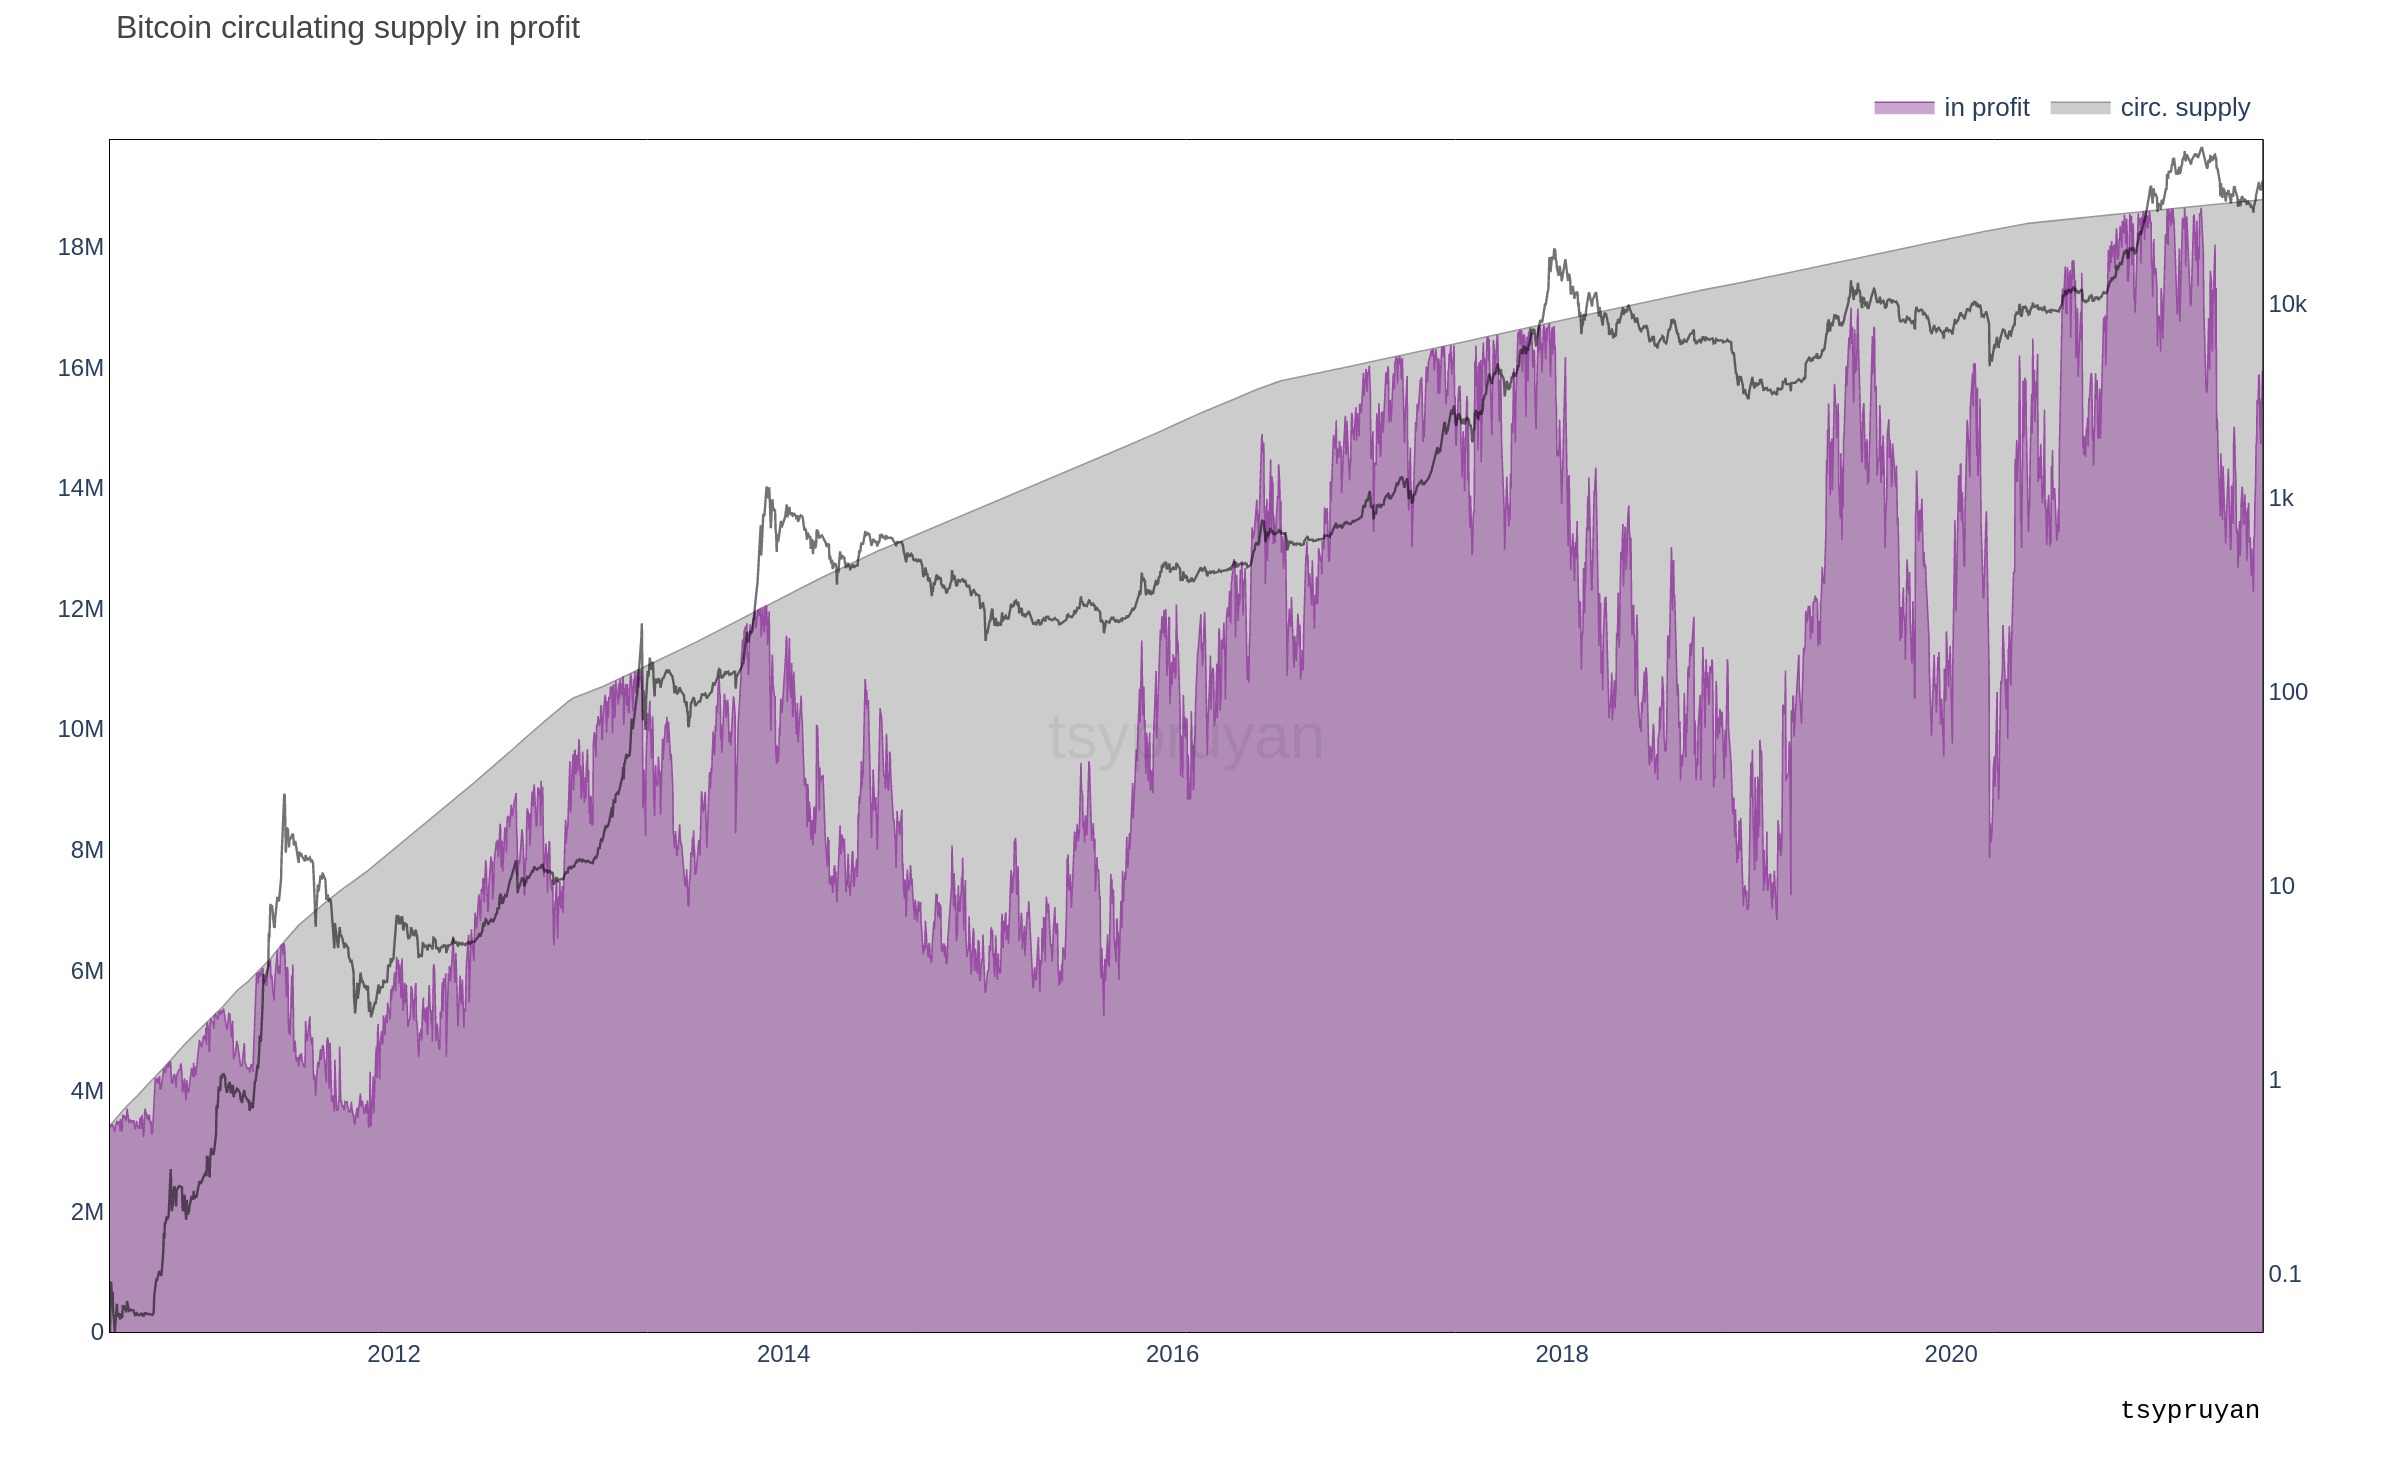 Bitcoin circulating supply in profit
in profit circ. supply
18M
16M
14M
12M
10M
8M
6M
4M
2M
0
10k
1k
100
10
1
0.1
tsypruyan
2012 2014 2016 2018 2020
tsypruyan